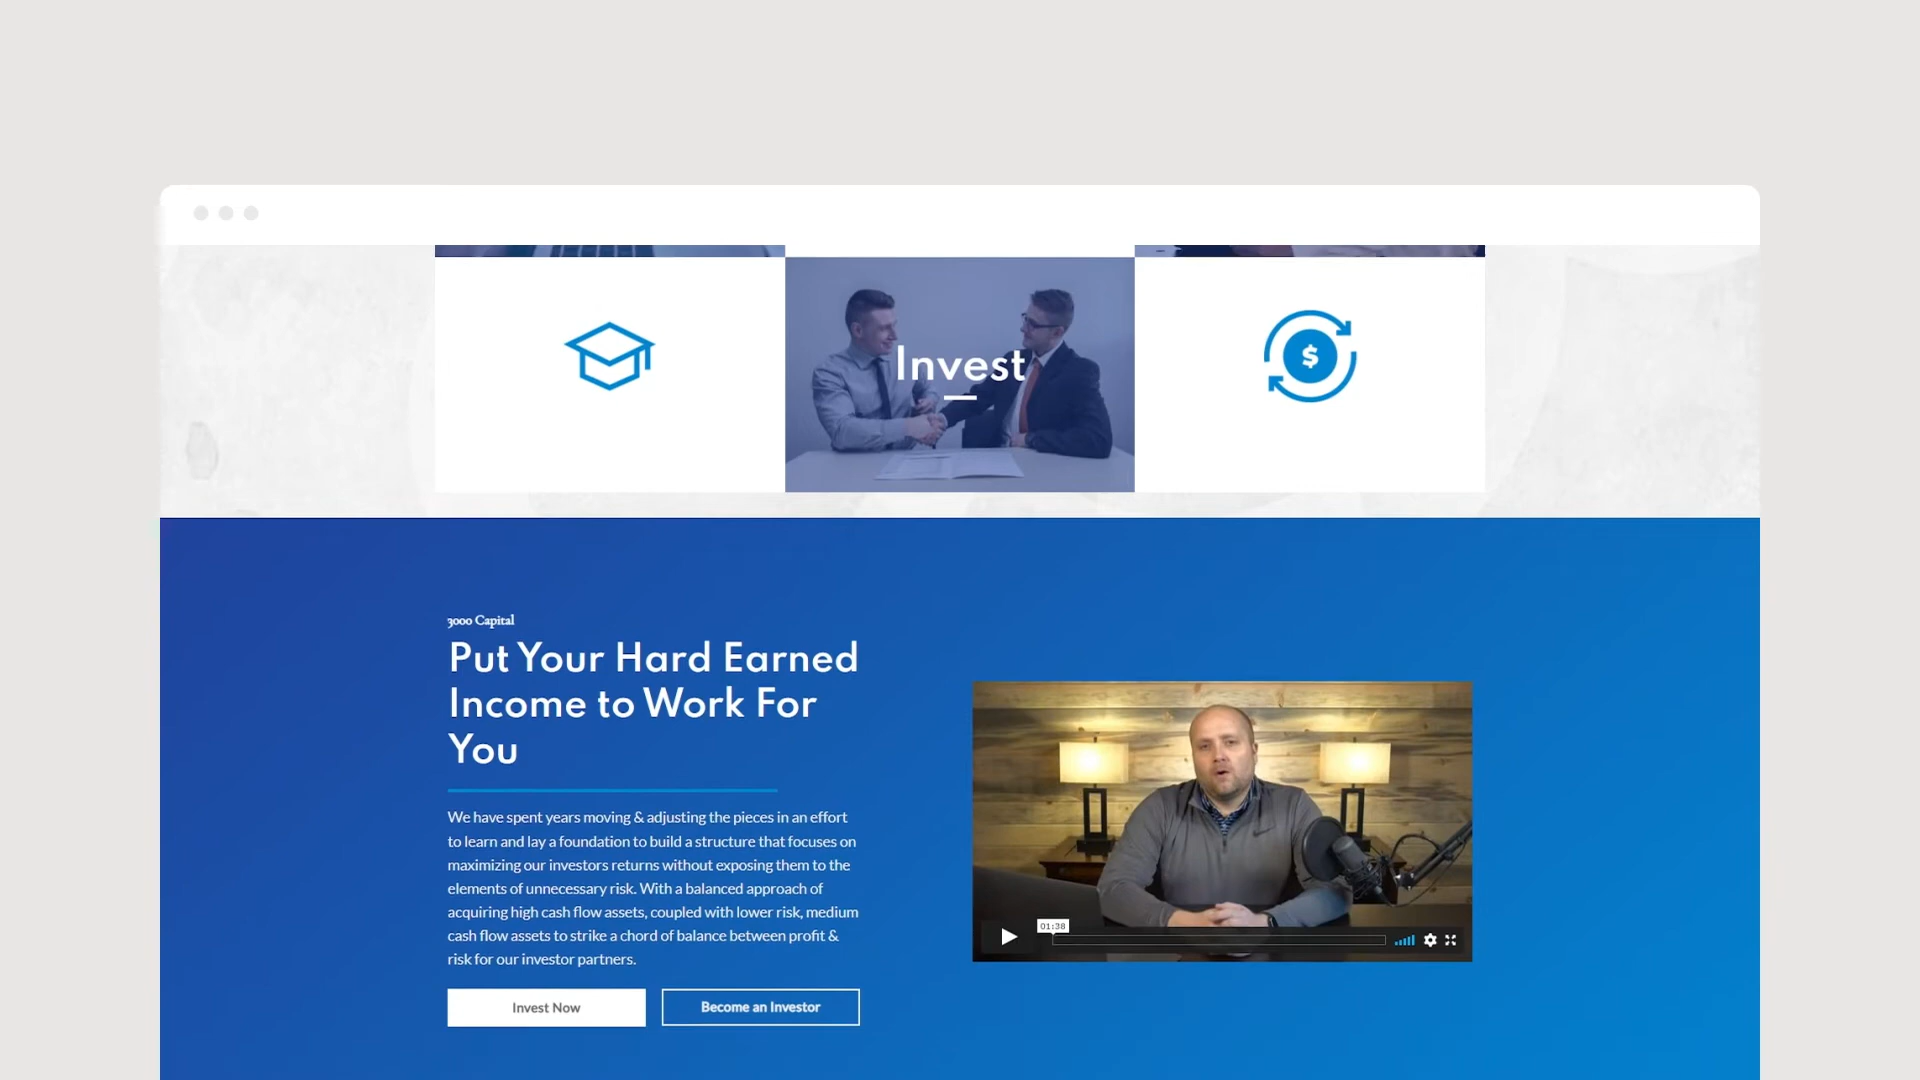 Invest
$
3000 Capital
Put Your Hard Earned
Income to Work For
You
We have spent years moving & adjusting the pieces in an effort
to learn and lay a foundation to build a structure that focuses on
maximizing our investors returns without exposing them to the
elements of unnecessary risk. With a balanced approach of
acquiring high cash flow assets, coupled with lower risk, medium
cash flow assets to strike a chord of balance between profit &
risk for our investor partners.
01:38
Invest Now
Become an Investor